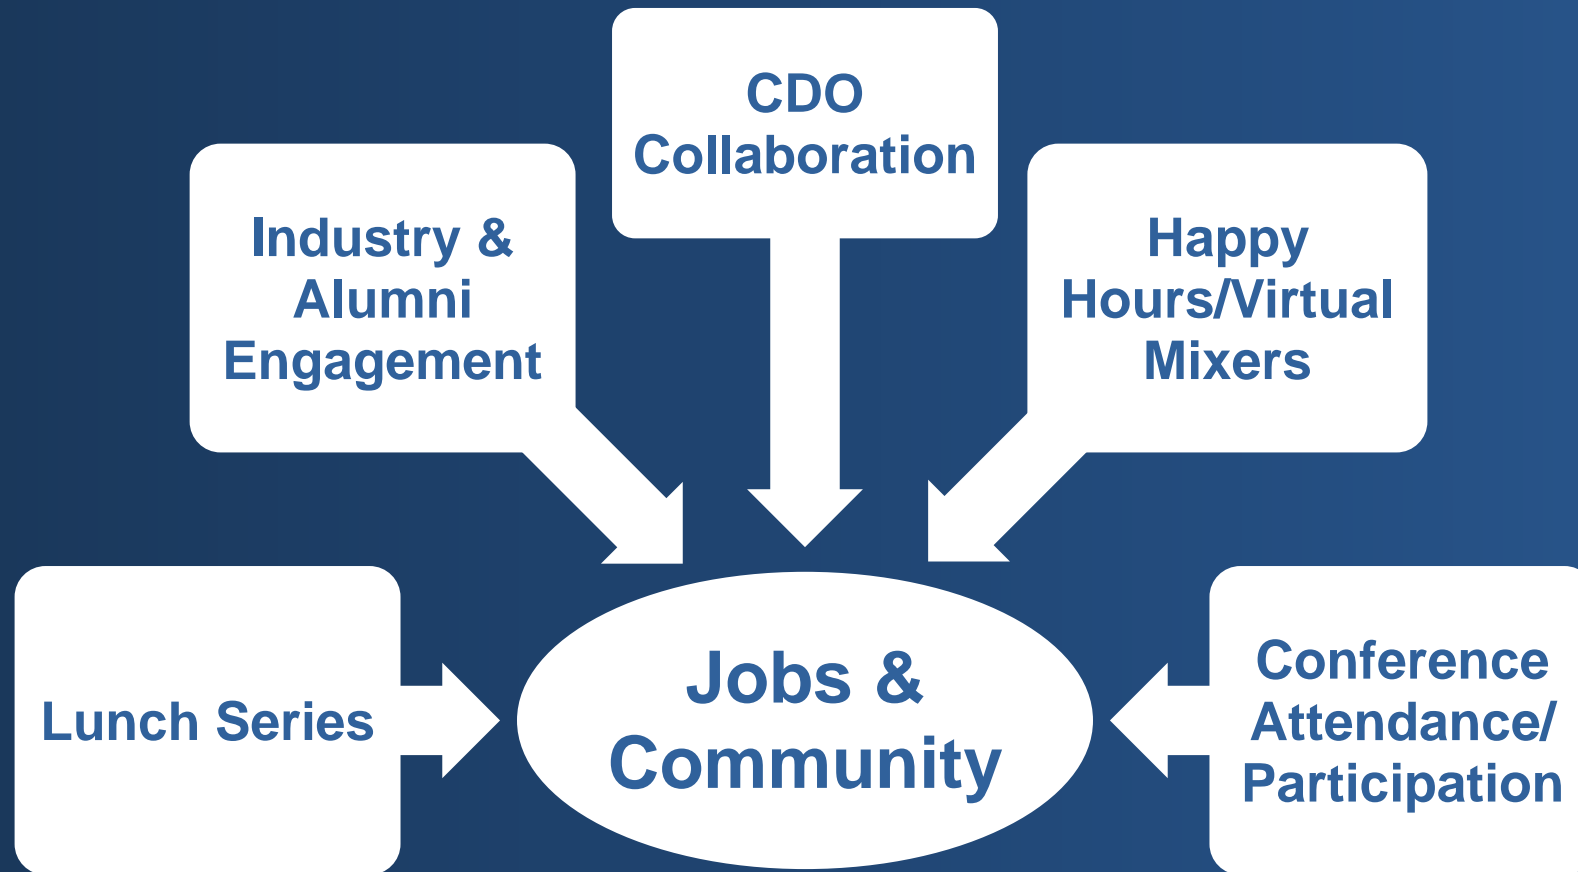 CDO
Collaboration
Industry &
Alumni
Engagement
Happy
Hours/Virtual
Mixers
Lunch Series
Jobs &
Community
Conference
Attendance/
Participation